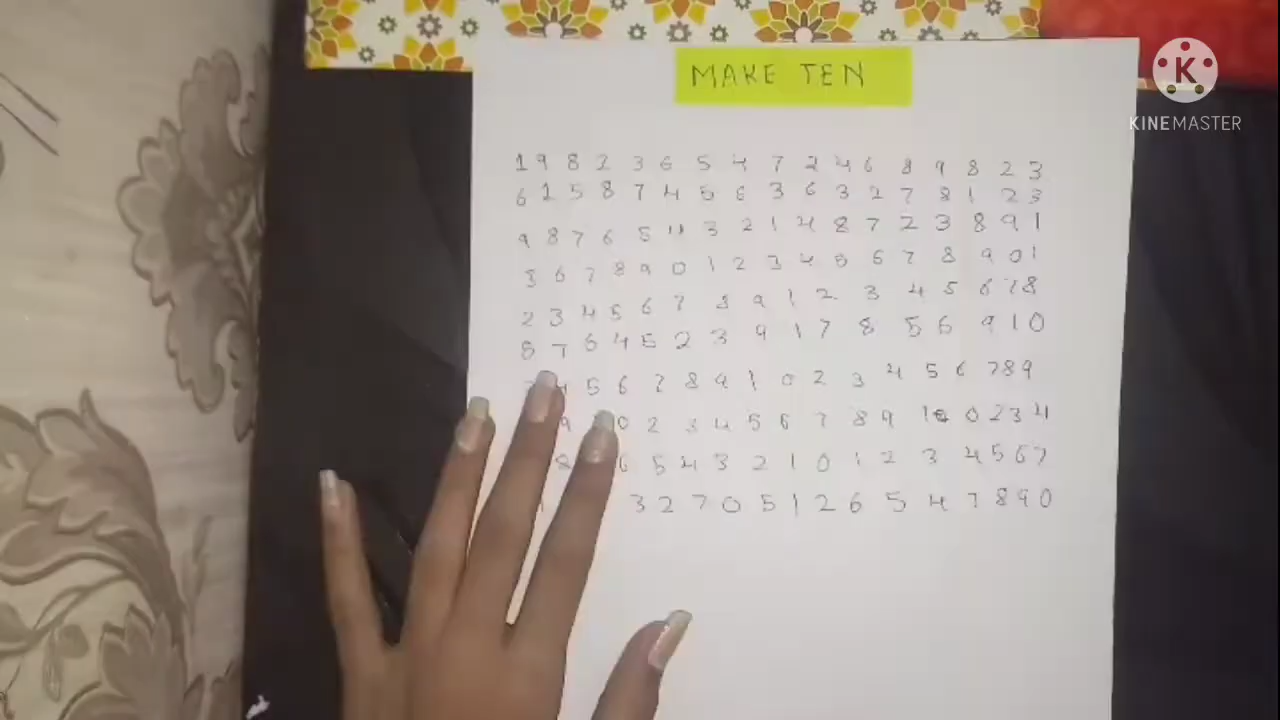 MAKE TEN
KINEMASTER
1 9 8 2 3 6 5 4 7 2 4 6 8 9 8 2 3
6 1 5 8 7 4 5 6 3 6 3 2 7 8 1 2 3
9 8 7 6 5 4 3 2 1 4 8 7 2 3 8 9 1
5 6 7 8 9 0 1 2 3 4 5 6 7 8 9 0 1
2 3 4 5 6 7 8 9 1 2 3 4 5 6 7 8
8 7 6 4 5 2 3 9 1 7 8 5 6 9 1 0
4 5 6 7 8 9 1 0 2 3 4 5 6 7 8 9
9 0 2 3 4 5 6 7 8 9 1 0 2 3 4
8 6 5 4 3 2 1 0 1 2 3 4 5 6 7
3 2 7 0 5 1 2 6 5 4 7 8 9 0